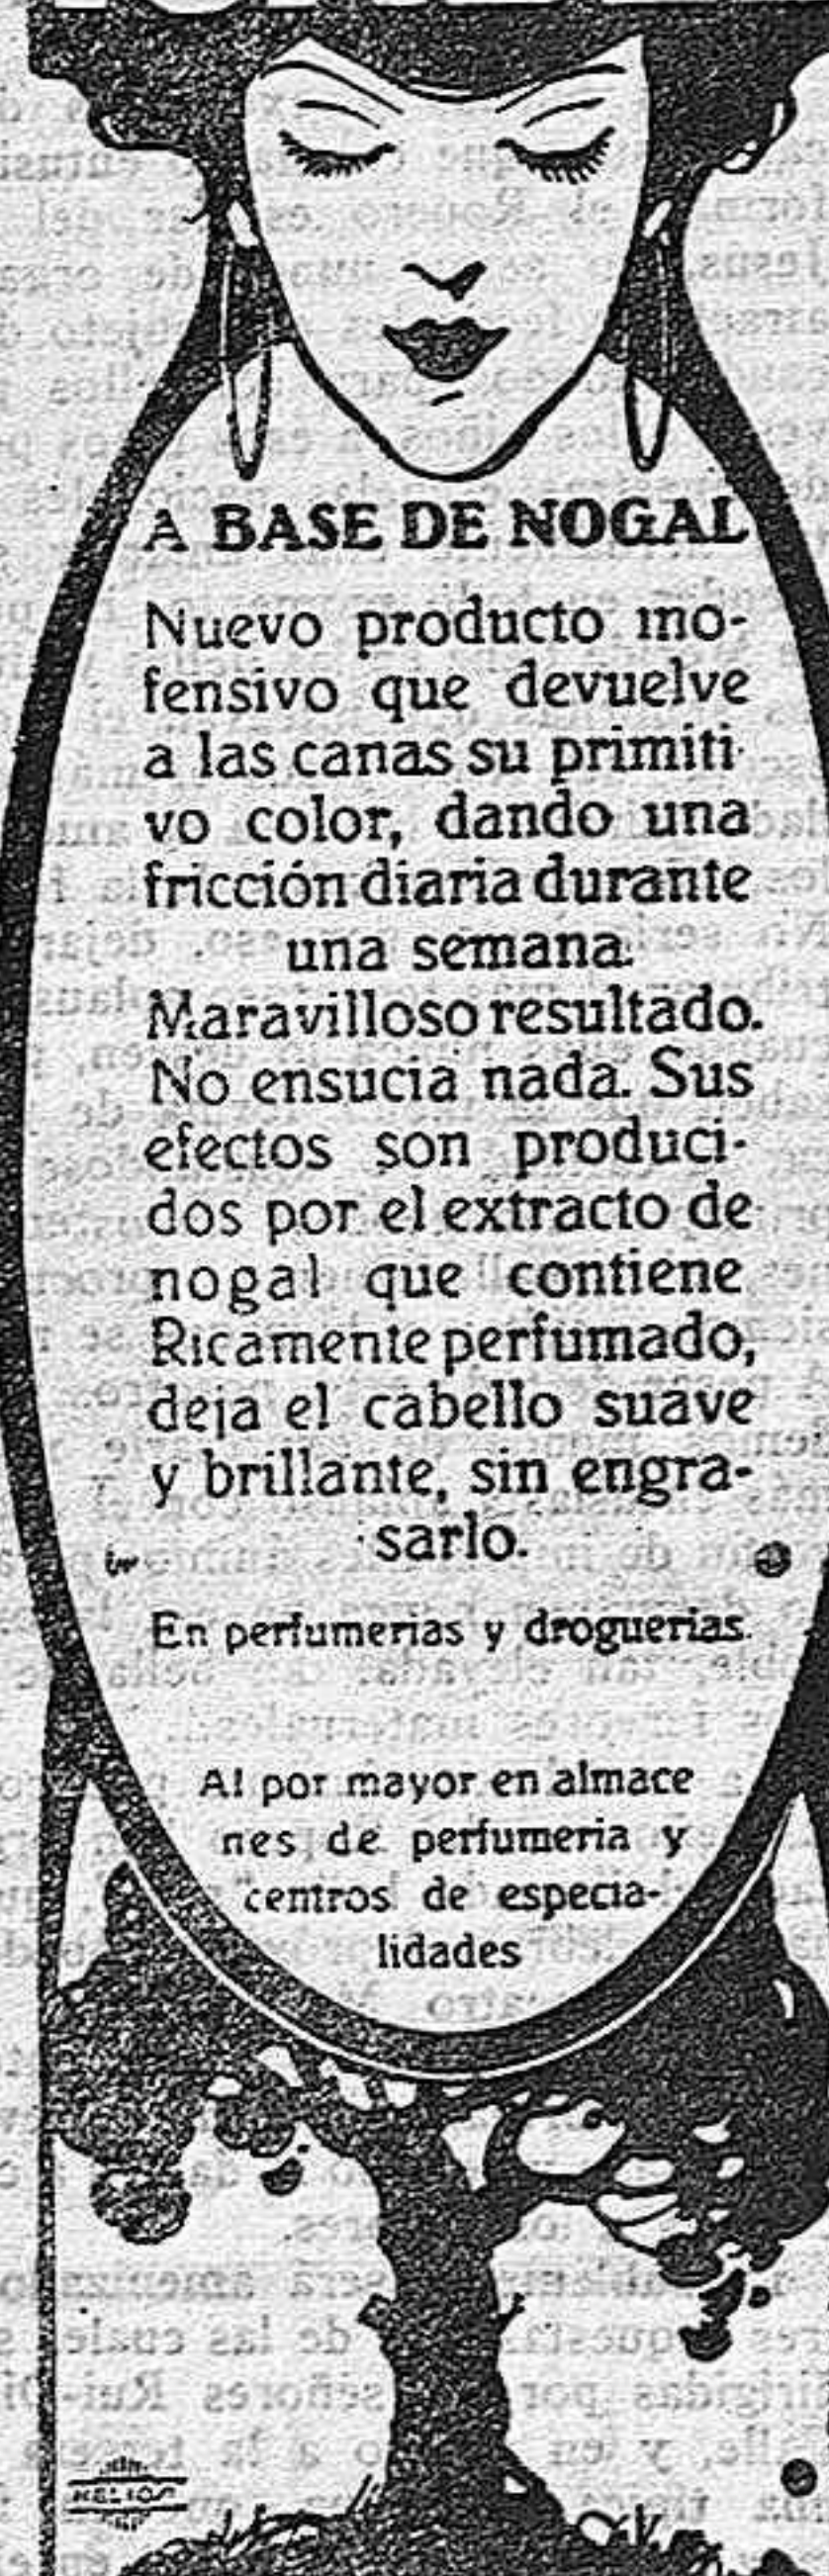 A BASE DE NOGAL
Nuevo producto ino-
fensivo que devuelve
a las canas su primiti-
vo color, dando una
fricción diaria durante
una semana.
Maravilloso resultado.
No ensucia nada. Sus
efectos son produci-
dos por el extracto de
nogal que contiene
Ricamente perfumado,
deja el cabello suave
y brillante, sin engra-
sarlo.
En perfumerias y droguerias.
Al por mayor en almace
nes de perfumeria y
centros de especia-
lidades
HELIOS